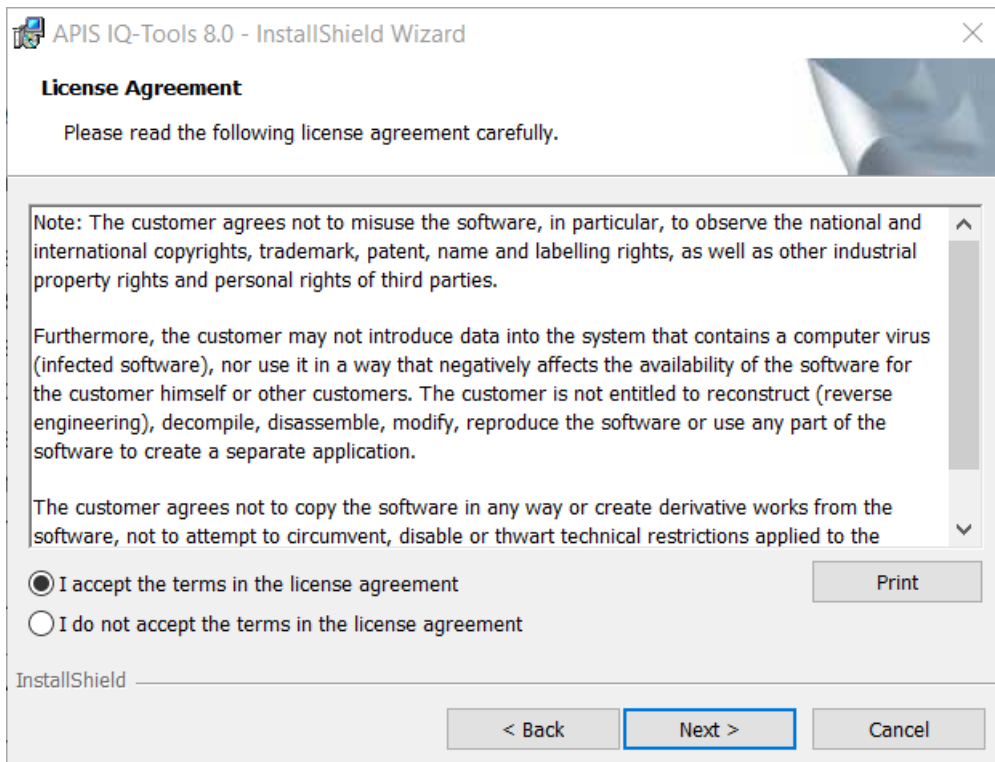 APIS IQ-Tools 8.0 - InstallShield Wizard
License Agreement
Please read the following license agreement carefully.
Note: The customer agrees not to misuse the software, in particular, to observe the national and
international copyrights, trademark, patent, name and labelling rights, as well as other industrial
property rights and personal rights of third parties.
Furthermore, the customer may not introduce data into the system that contains a computer virus
(infected software), nor use it in a way that negatively affects the availability of the software for
the customer himself or other customers. The customer is not entitled to reconstruct (reverse
engineering), decompile, disassemble, modify, reproduce the software or use any part of the
software to create a separate application.
The customer agrees not to copy the software in any way or create derivative works from the
software, not to attempt to circumvent, disable or thwart technical restrictions applied to the
I accept the terms in the license agreement
Print
I do not accept the terms in the license agreement
InstallShield
< Back
Next >
Cancel